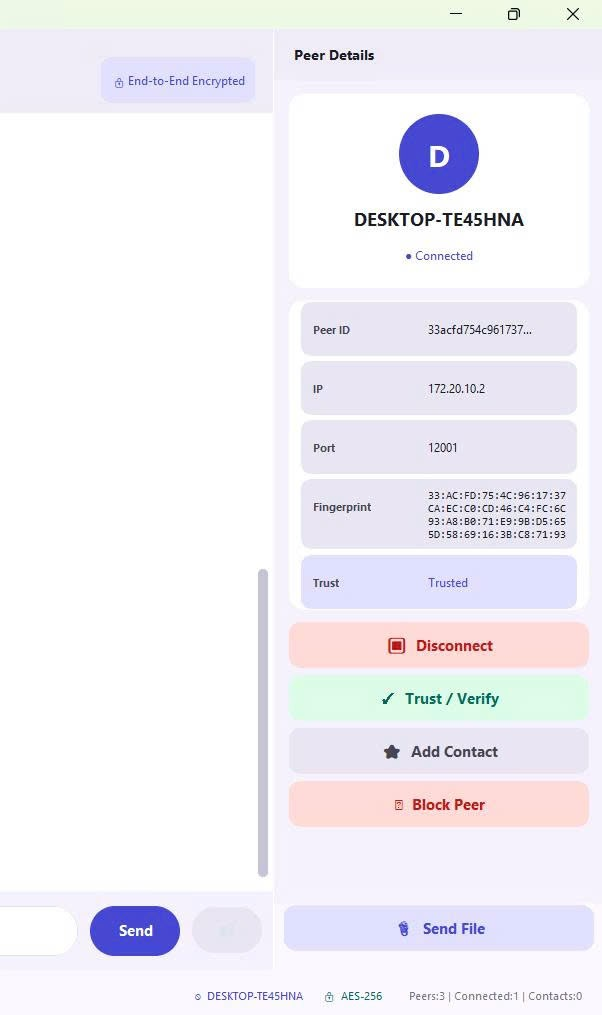 Peer Details
End-to-End Encrypted
D
DESKTOP-TE45HNA
● Connected
Peer ID 33acfd754c961737...
IP 172.20.10.2
Port 12001
Fingerprint 33:AC:FD:75:4C:96:17:37
CA:EC:C0:CD:46:C4:FC:6C
93:A8:B0:71:E9:9B:D5:65
5D:58:69:16:3B:C8:71:93
Trust Trusted
Disconnect
✓ Trust / Verify
Add Contact
Block Peer
Send
Send File
DESKTOP-TE45HNA AES-256 Peers:3 | Connected:1 | Contacts:0